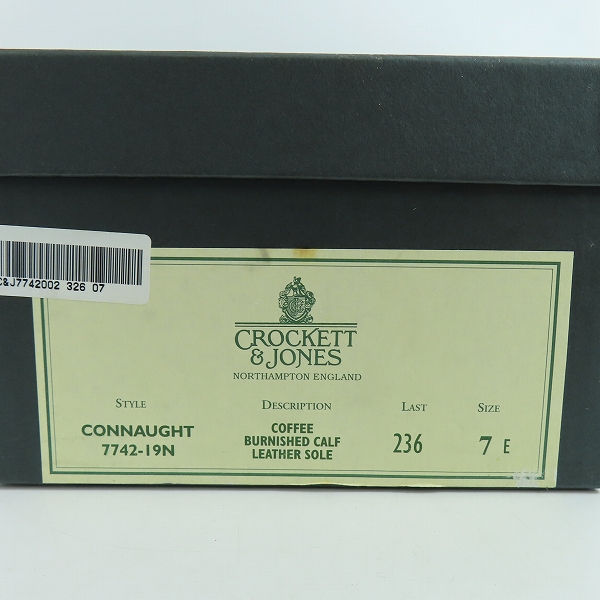 C&J7742002 326 07
CROCKETT
& JONES
NORTHAMPTON ENGLAND
STYLE DESCRIPTION LAST SIZE
CONNAUGHT
7742-19N
COFFEE
BURNISHED CALF
LEATHER SOLE
236
7 E